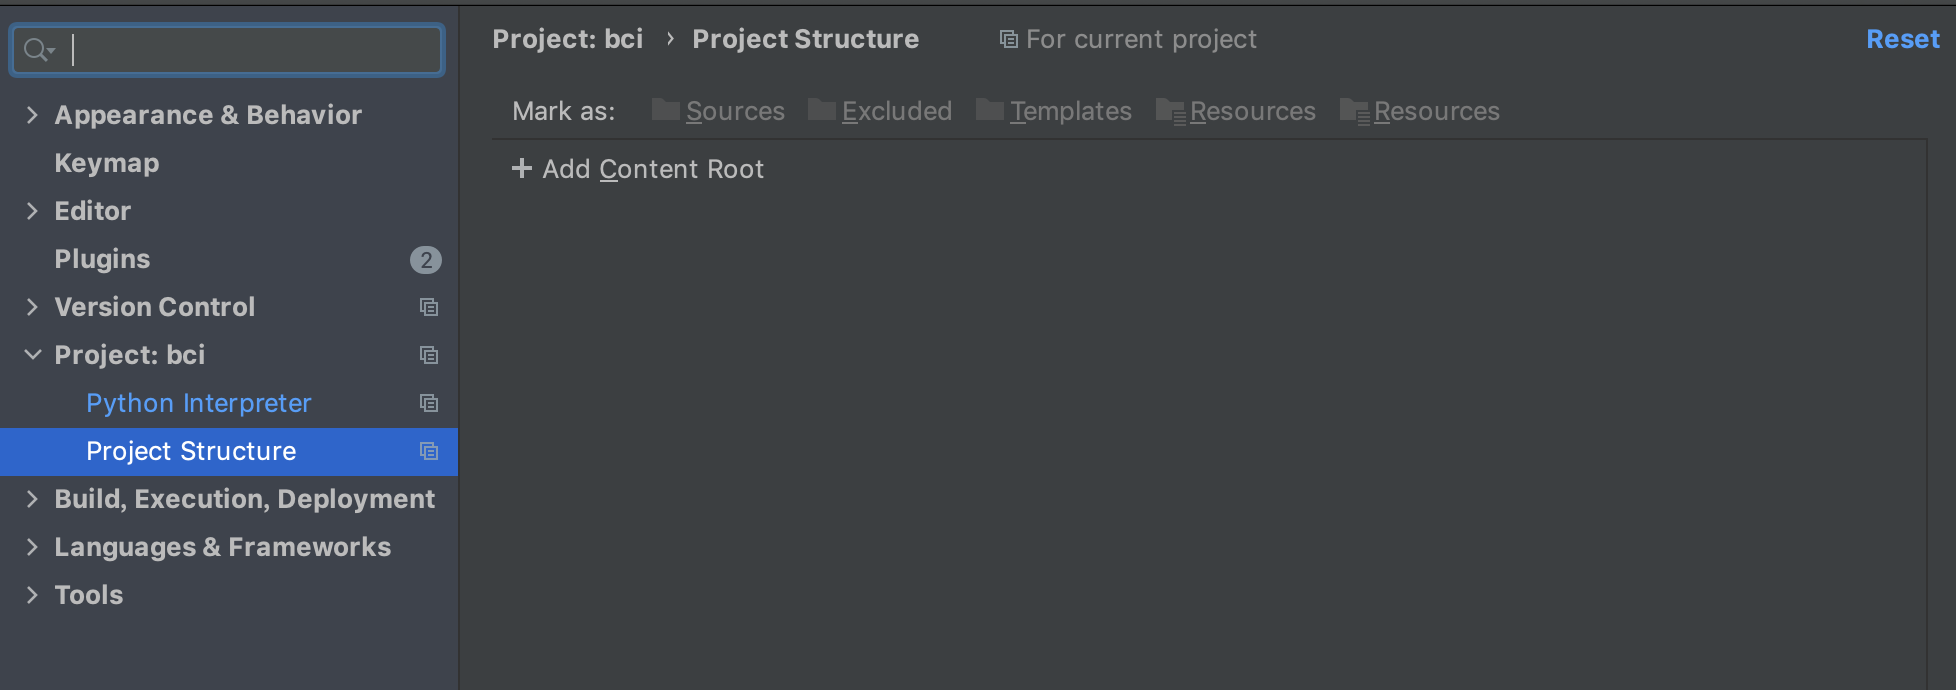 Appearance & Behavior
Keymap
Editor
Plugins 2
Version Control
Project: bci
Python Interpreter
Project Structure
Build, Execution, Deployment
Languages & Frameworks
Tools
Project: bci › Project Structure For current project Reset
Mark as: Sources Excluded Templates Resources Resources
+ Add Content Root